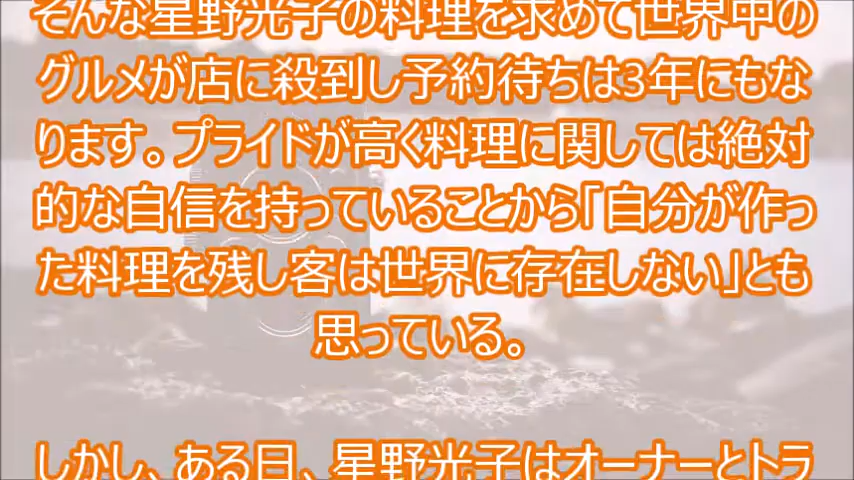 そんな星野光子の料理を求めて世界中の
グルメが店に殺到し予約待ちは3年にもな
ります。プライドが高く料理に関しては絶対
的な自信を持っていることから「自分が作っ
た料理を残し客は世界に存在しない」とも
思っている。
しかし、ある日、星野光子はオーナーとトラ